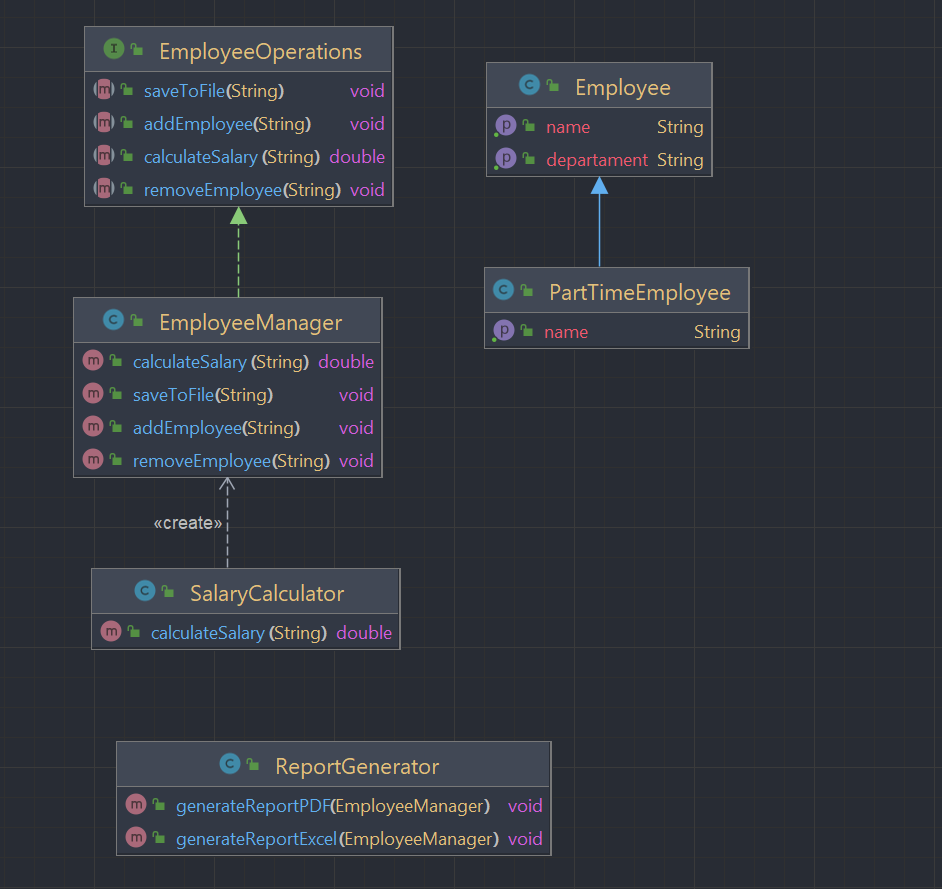 EmployeeOperations
saveToFile(String) void
addEmployee(String) void
calculateSalary (String) double
removeEmployee(String) void
Employee
name String
departament String
PartTimeEmployee
name String
EmployeeManager
calculateSalary (String) double
saveToFile(String) void
addEmployee(String) void
removeEmployee(String) void
«create»
SalaryCalculator
calculateSalary (String) double
ReportGenerator
generateReportPDF(EmployeeManager) void
generateReportExcel(EmployeeManager) void